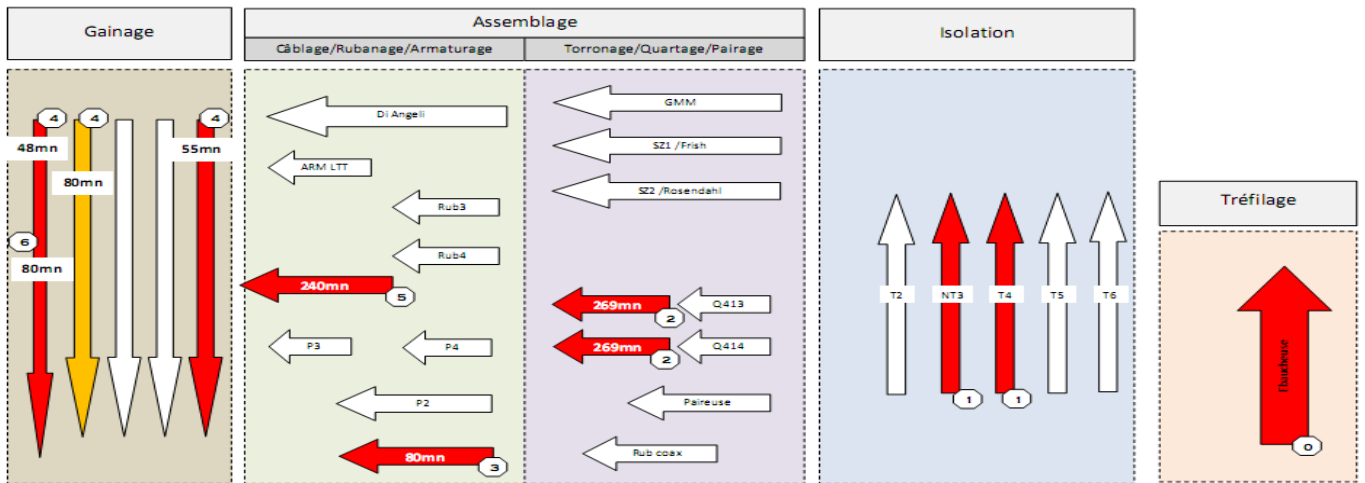 Gainage
Assemblage
Câblage/Rubanage/Armaturage
Torronage/Quartage/Pairage
Isolation
Tréfilage
4
4
4
48mn
55mn
80mn
6
80mn
Di Angeli
ARM LTT
Rub3
Rub4
240mn
5
P3
P4
P2
80mn
3
GMM
SZ1 /Frish
SZ2 /Rosendahl
269mn
2
Q413
269mn
2
Q414
Paireuse
Rub coax
T2
NT3
T4
T5
T6
1
1
Ebaucheuse
0